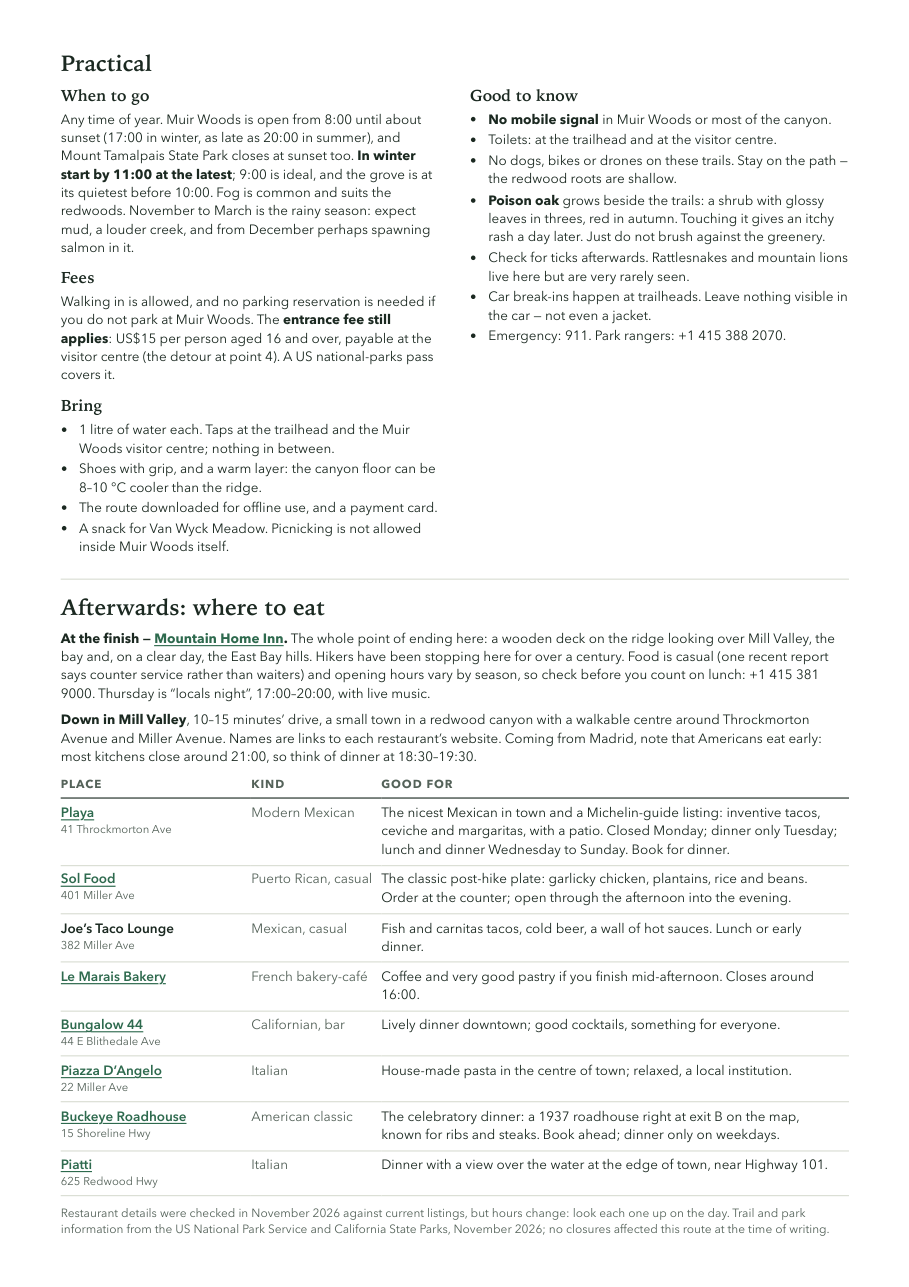 Practical
When to go
Any time of year. Muir Woods is open from 8:00 until about
sunset (17:00 in winter, as late as 20:00 in summer), and
Mount Tamalpais State Park closes at sunset too. In winter
start by 11:00 at the latest; 9:00 is ideal, and the grove is at
its quietest before 10:00. Fog is common and suits the
redwoods. November to March is the rainy season: expect
mud, a louder creek, and from December perhaps spawning
salmon in it.
Fees
Walking in is allowed, and no parking reservation is needed if
you do not park at Muir Woods. The entrance fee still
applies: US$15 per person aged 16 and over, payable at the
visitor centre (the detour at point 4). A US national-parks pass
covers it.
Bring
• 1 litre of water each. Taps at the trailhead and the Muir
Woods visitor centre; nothing in between.
• Shoes with grip, and a warm layer: the canyon floor can be
8–10 °C cooler than the ridge.
• The route downloaded for offline use, and a payment card.
• A snack for Van Wyck Meadow. Picnicking is not allowed
inside Muir Woods itself.
Good to know
• No mobile signal in Muir Woods or most of the canyon.
• Toilets: at the trailhead and at the visitor centre.
• No dogs, bikes or drones on these trails. Stay on the path —
the redwood roots are shallow.
• Poison oak grows beside the trails: a shrub with glossy
leaves in threes, red in autumn. Touching it gives an itchy
rash a day later. Just do not brush against the greenery.
• Check for ticks afterwards. Rattlesnakes and mountain lions
live here but are very rarely seen.
• Car break-ins happen at trailheads. Leave nothing visible in
the car — not even a jacket.
• Emergency: 911. Park rangers: +1 415 388 2070.
Afterwards: where to eat
At the finish — Mountain Home Inn. The whole point of ending here: a wooden deck on the ridge looking over Mill Valley, the
bay and, on a clear day, the East Bay hills. Hikers have been stopping here for over a century. Food is casual (one recent report
says counter service rather than waiters) and opening hours vary by season, so check before you count on lunch: +1 415 381
9000. Thursday is “locals night”, 17:00–20:00, with live music.
Down in Mill Valley, 10–15 minutes’ drive, a small town in a redwood canyon with a walkable centre around Throckmorton
Avenue and Miller Avenue. Names are links to each restaurant’s website. Coming from Madrid, note that Americans eat early:
most kitchens close around 21:00, so think of dinner at 18:30–19:30.
PLACE KIND GOOD FOR
Playa Modern Mexican The nicest Mexican in town and a Michelin-guide listing: inventive tacos,
41 Throckmorton Ave ceviche and margaritas, with a patio. Closed Monday; dinner only Tuesday;
lunch and dinner Wednesday to Sunday. Book for dinner.
Sol Food Puerto Rican, casual The classic post-hike plate: garlicky chicken, plantains, rice and beans.
401 Miller Ave Order at the counter; open through the afternoon into the evening.
Joe’s Taco Lounge Mexican, casual Fish and carnitas tacos, cold beer, a wall of hot sauces. Lunch or early
382 Miller Ave dinner.
Le Marais Bakery French bakery-café Coffee and very good pastry if you finish mid-afternoon. Closes around
16:00.
Bungalow 44 Californian, bar Lively dinner downtown; good cocktails, something for everyone.
44 E Blithedale Ave
Piazza D’Angelo Italian House-made pasta in the centre of town; relaxed, a local institution.
22 Miller Ave
Buckeye Roadhouse American classic The celebratory dinner: a 1937 roadhouse right at exit B on the map,
15 Shoreline Hwy known for ribs and steaks. Book ahead; dinner only on weekdays.
Piatti Italian Dinner with a view over the water at the edge of town, near Highway 101.
625 Redwood Hwy
Restaurant details were checked in November 2026 against current listings, but hours change: look each one up on the day. Trail and park
information from the US National Park Service and California State Parks, November 2026; no closures affected this route at the time of writing.